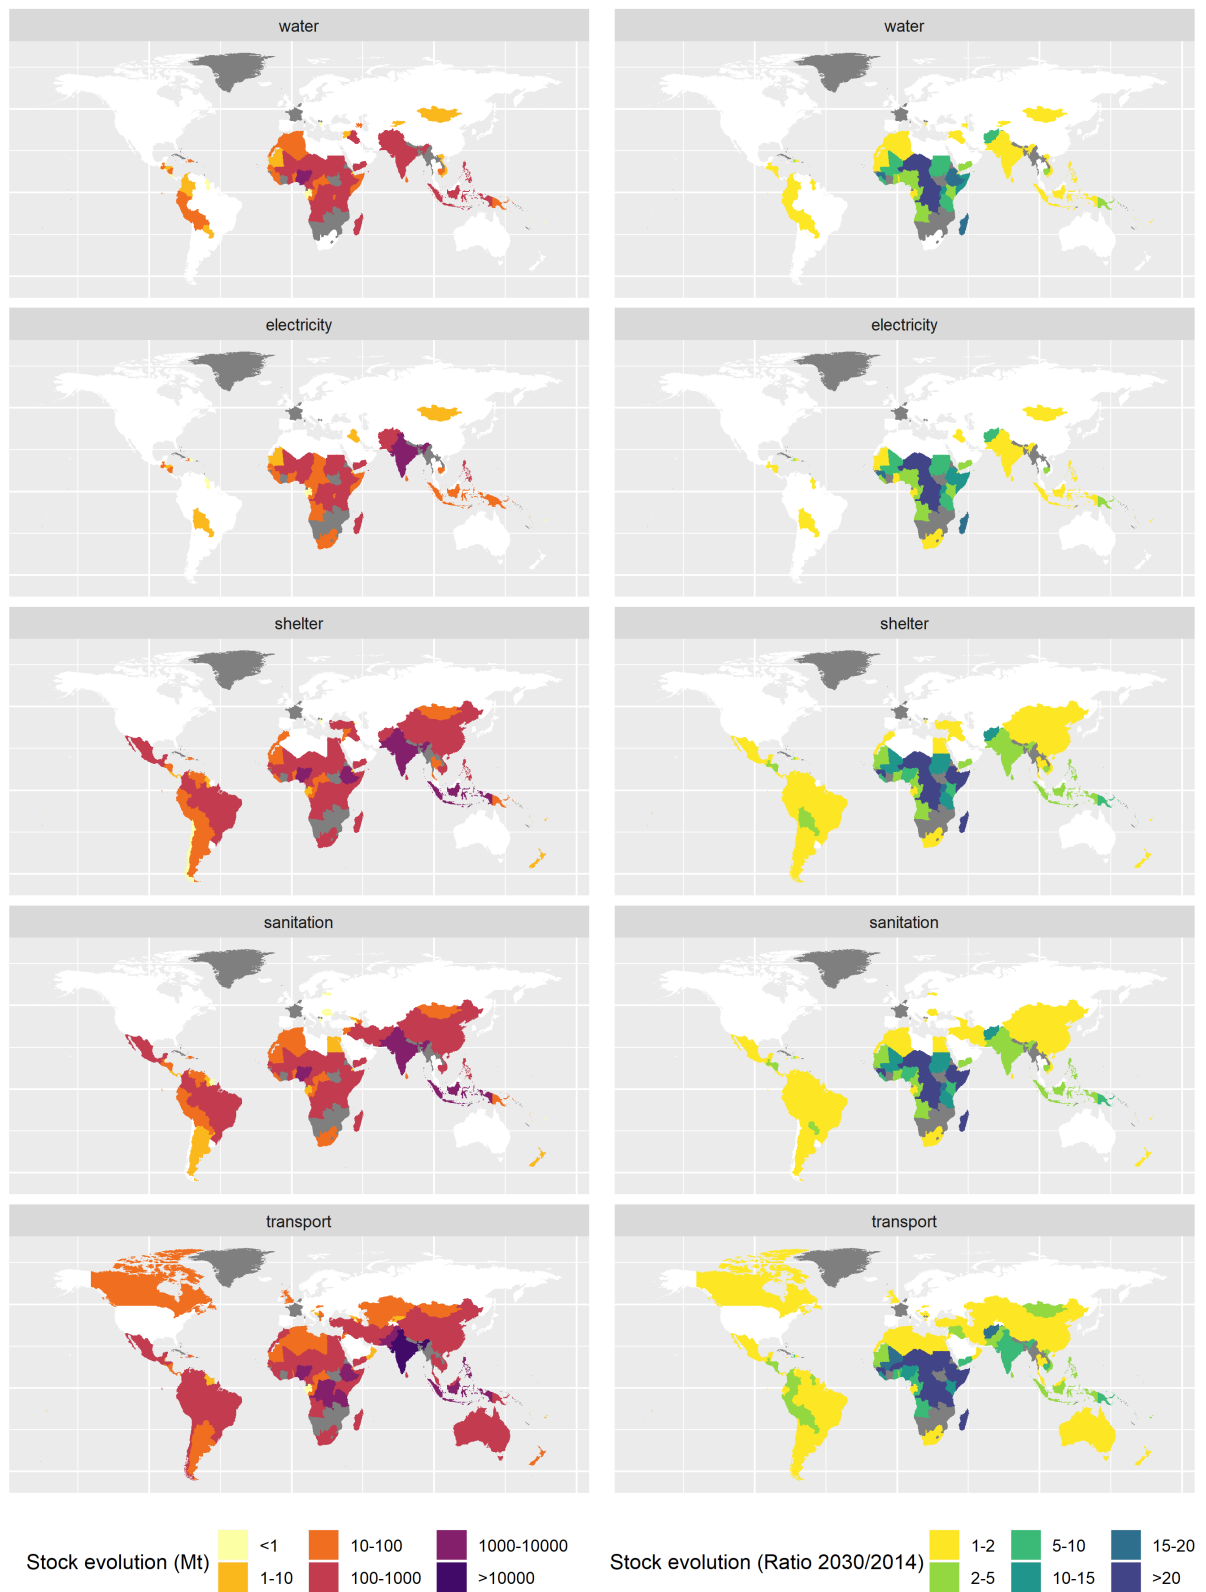 water
water
electricity
electricity
shelter
shelter
sanitation
sanitation
transport
transport
Stock evolution (Mt)
<1
10-100
1000-10000
1-10
100-1000
>10000
Stock evolution (Ratio 2030/2014)
1-2
5-10
15-20
2-5
10-15
>20